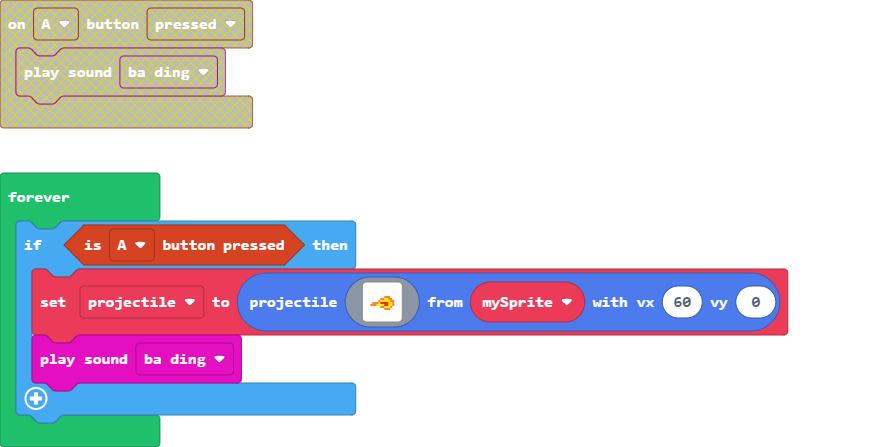 on A button pressed
play sound ba ding
forever
if is A button pressed then
set projectile to projectile from mySprite with vx 60 vy 0
play sound ba ding